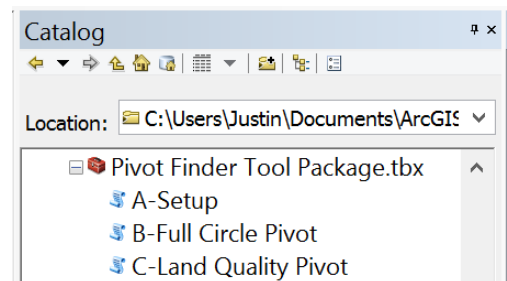 Catalog
Location: C:\Users\Justin\Documents\ArcGIS
Pivot Finder Tool Package.tbx
A-Setup
B-Full Circle Pivot
C-Land Quality Pivot